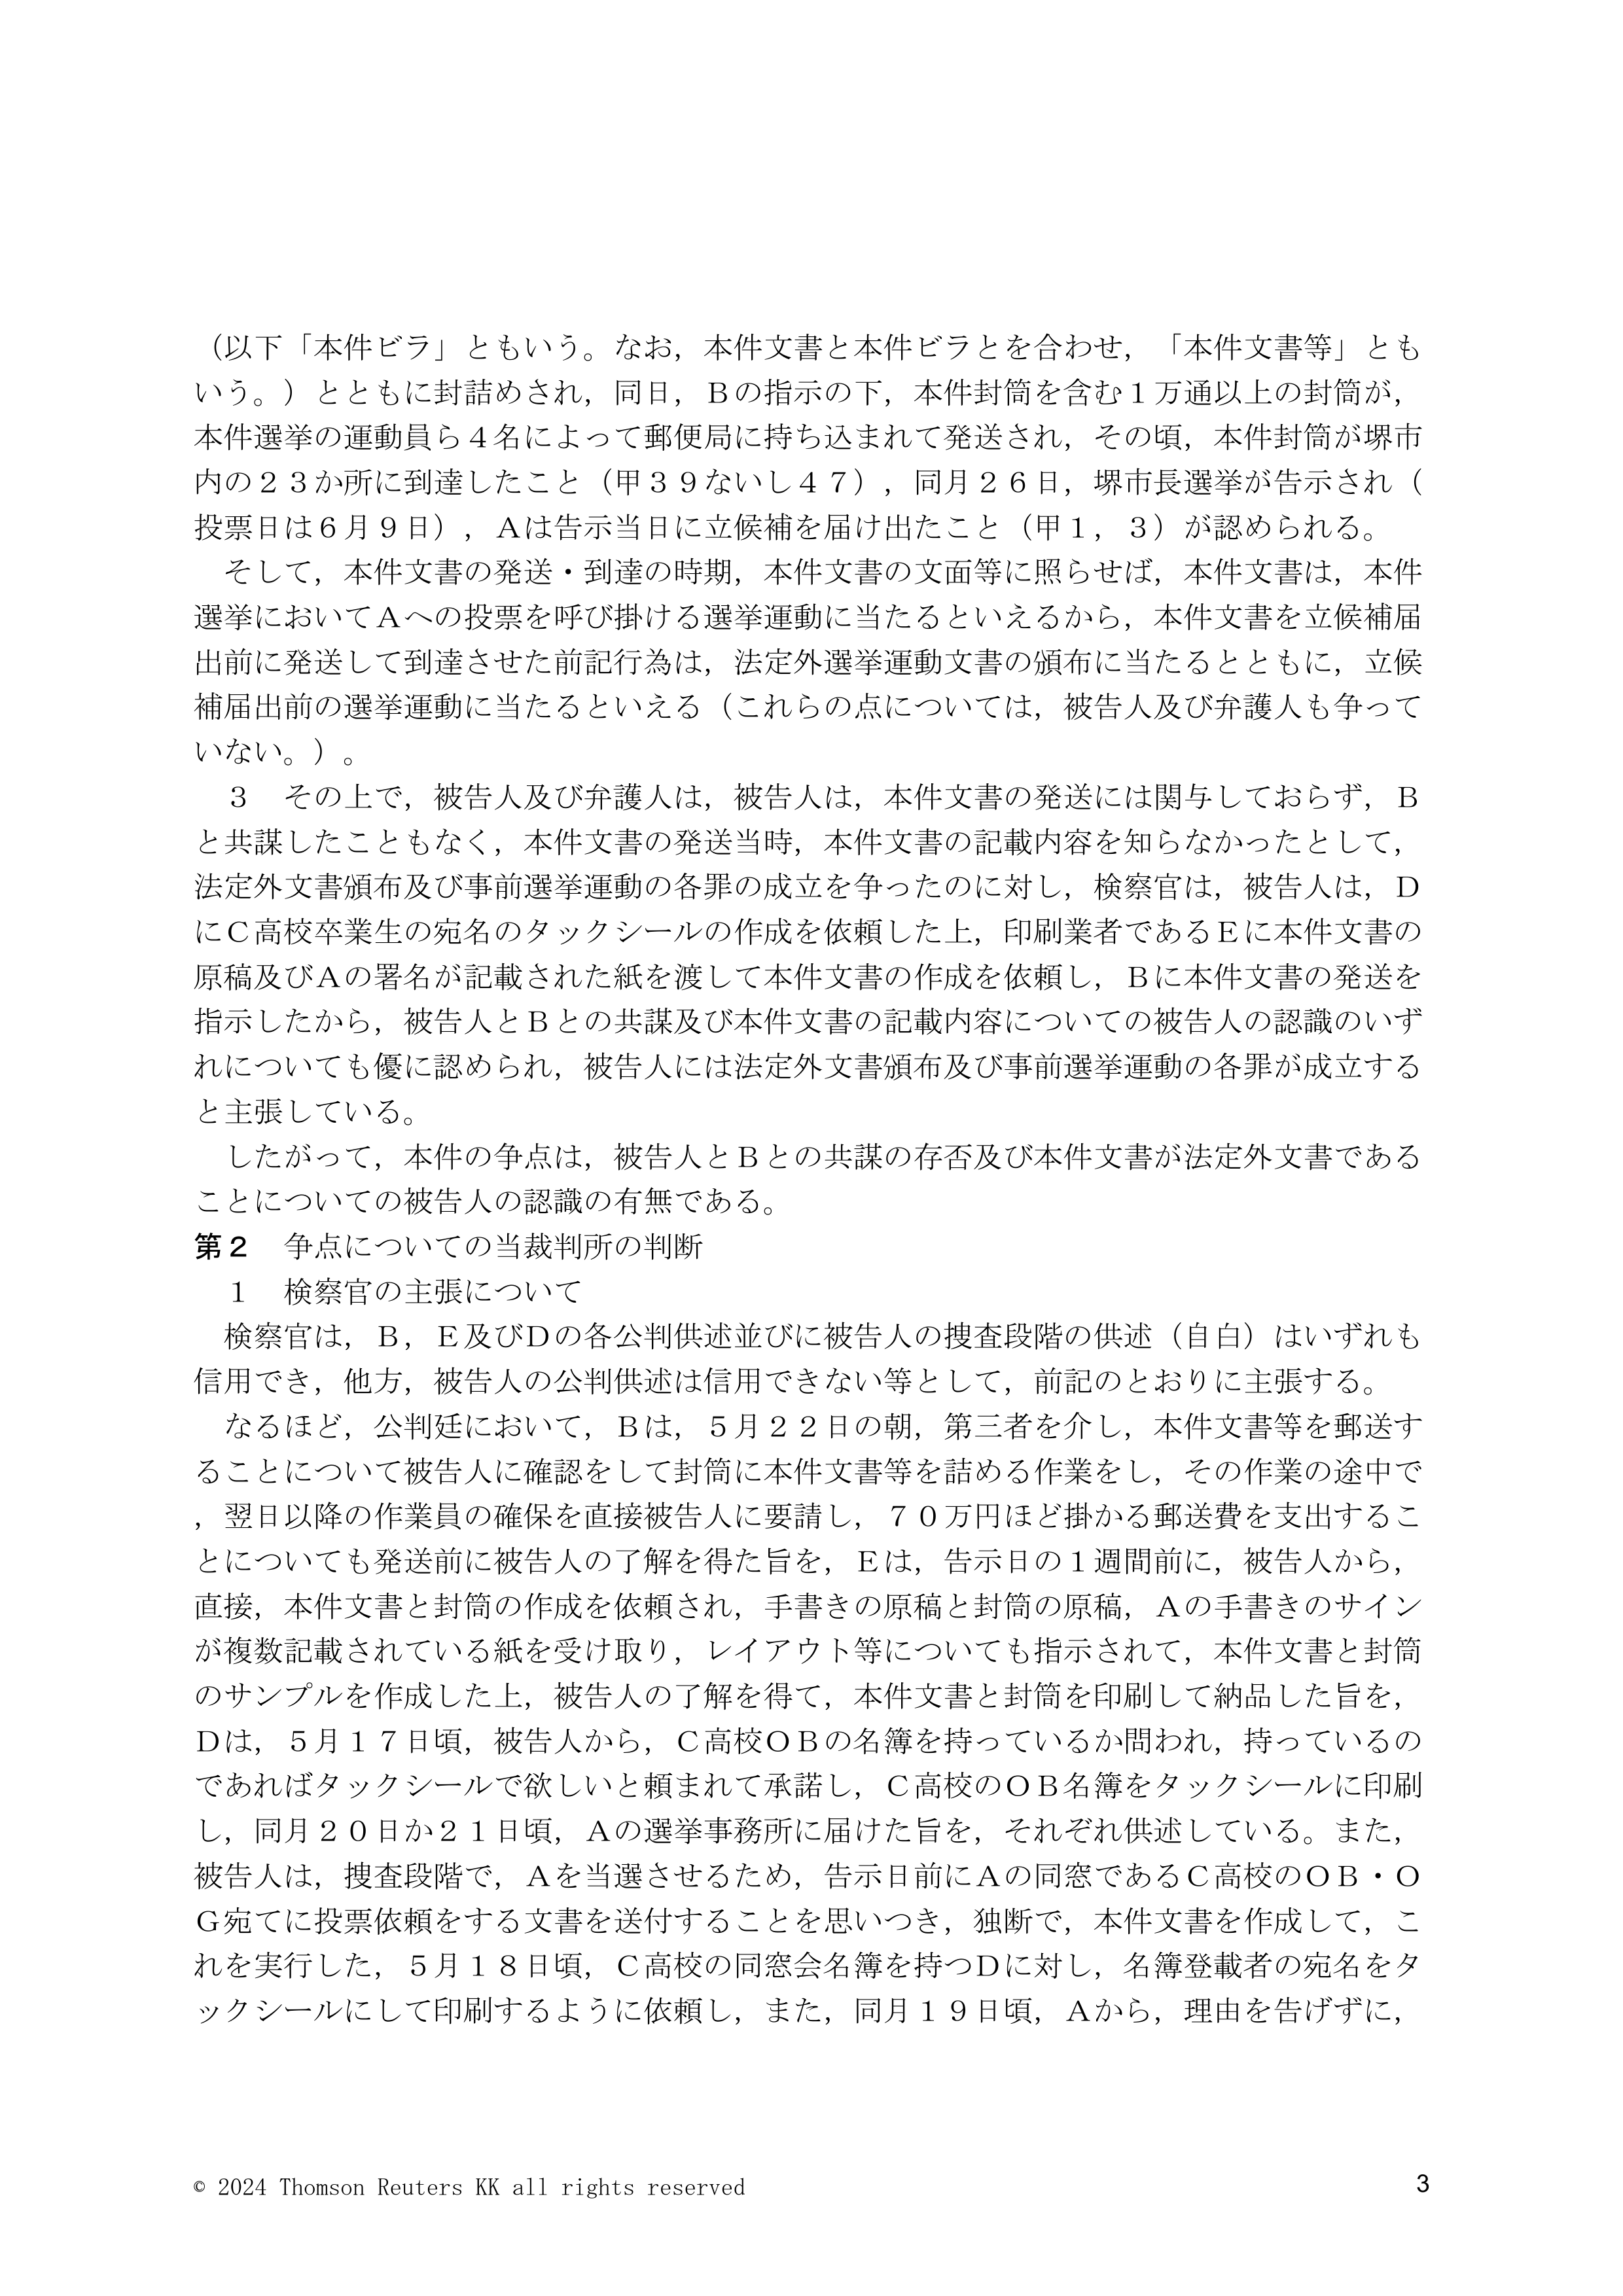 （以下「本件ビラ」ともいう。なお，本件文書と本件ビラとを合わせ，「本件文書等」とも
いう。）とともに封詰めされ，同日，Ｂの指示の下，本件封筒を含む１万通以上の封筒が，
本件選挙の運動員ら４名によって郵便局に持ち込まれて発送され，その頃，本件封筒が堺市
内の２３か所に到達したこと（甲３９ないし４７），同月２６日，堺市長選挙が告示され（
投票日は６月９日），Ａは告示当日に立候補を届け出たこと（甲１，３）が認められる。
　そして，本件文書の発送・到達の時期，本件文書の文面等に照らせば，本件文書は，本件
選挙においてＡへの投票を呼び掛ける選挙運動に当たるといえるから，本件文書を立候補届
出前に発送して到達させた前記行為は，法定外選挙運動文書の頒布に当たるとともに，立候
補届出前の選挙運動に当たるといえる（これらの点については，被告人及び弁護人も争って
いない。）。
　３　その上で，被告人及び弁護人は，被告人は，本件文書の発送には関与しておらず，Ｂ
と共謀したこともなく，本件文書の発送当時，本件文書の記載内容を知らなかったとして，
法定外文書頒布及び事前選挙運動の各罪の成立を争ったのに対し，検察官は，被告人は，Ｄ
にＣ高校卒業生の宛名のタックシールの作成を依頼した上，印刷業者であるＥに本件文書の
原稿及びＡの署名が記載された紙を渡して本件文書の作成を依頼し，Ｂに本件文書の発送を
指示したから，被告人とＢとの共謀及び本件文書の記載内容についての被告人の認識のいず
れについても優に認められ，被告人には法定外文書頒布及び事前選挙運動の各罪が成立する
と主張している。
　したがって，本件の争点は，被告人とＢとの共謀の存否及び本件文書が法定外文書である
ことについての被告人の認識の有無である。
第２　争点についての当裁判所の判断
　１　検察官の主張について
　検察官は，Ｂ，Ｅ及びＤの各公判供述並びに被告人の捜査段階の供述（自白）はいずれも
信用でき，他方，被告人の公判供述は信用できない等として，前記のとおりに主張する。
　なるほど，公判廷において，Ｂは，５月２２日の朝，第三者を介し，本件文書等を郵送す
ることについて被告人に確認をして封筒に本件文書等を詰める作業をし，その作業の途中で
，翌日以降の作業員の確保を直接被告人に要請し，７０万円ほど掛かる郵送費を支出するこ
とについても発送前に被告人の了解を得た旨を，Ｅは，告示日の１週間前に，被告人から，
直接，本件文書と封筒の作成を依頼され，手書きの原稿と封筒の原稿，Ａの手書きのサイン
が複数記載されている紙を受け取り，レイアウト等についても指示されて，本件文書と封筒
のサンプルを作成した上，被告人の了解を得て，本件文書と封筒を印刷して納品した旨を，
Ｄは，５月１７日頃，被告人から，Ｃ高校ＯＢの名簿を持っているか問われ，持っているの
であればタックシールで欲しいと頼まれて承諾し，Ｃ高校のＯＢ名簿をタックシールに印刷
し，同月２０日か２１日頃，Ａの選挙事務所に届けた旨を，それぞれ供述している。また，
被告人は，捜査段階で，Ａを当選させるため，告示日前にＡの同窓であるＣ高校のＯＢ・Ｏ
Ｇ宛てに投票依頼をする文書を送付することを思いつき，独断で，本件文書を作成して，こ
れを実行した，５月１８日頃，Ｃ高校の同窓会名簿を持つＤに対し，名簿登載者の宛名をタ
ックシールにして印刷するように依頼し，また，同月１９日頃，Ａから，理由を告げずに，
© 2024 Thomson Reuters KK all rights reserved
3